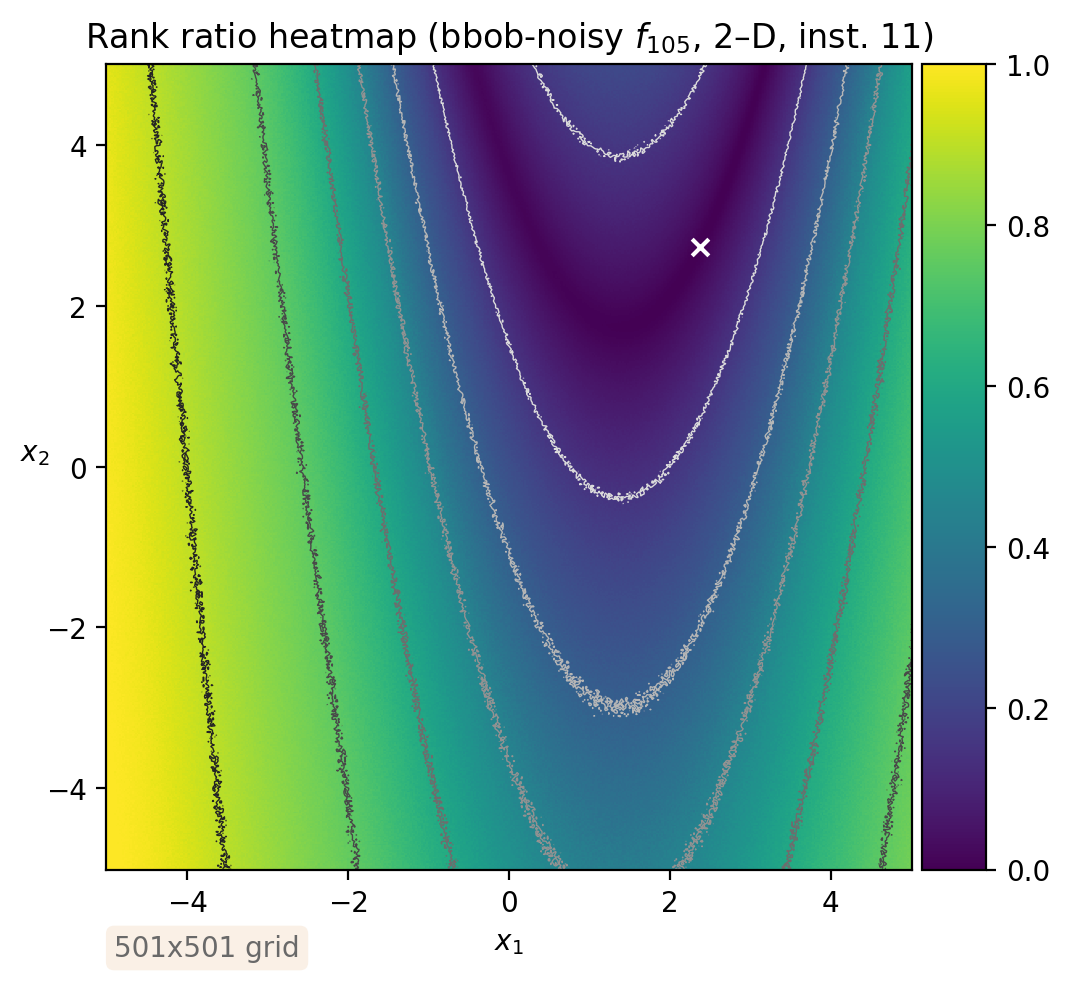 Rank ratio heatmap (bbob-noisy f₁₀₅, 2–D, inst. 11)
1.0
4
0.8
2
0.6
x₂
0
0.4
−2
0.2
−4
0.0
−4 −2 0 2 4
x₁
501x501 grid